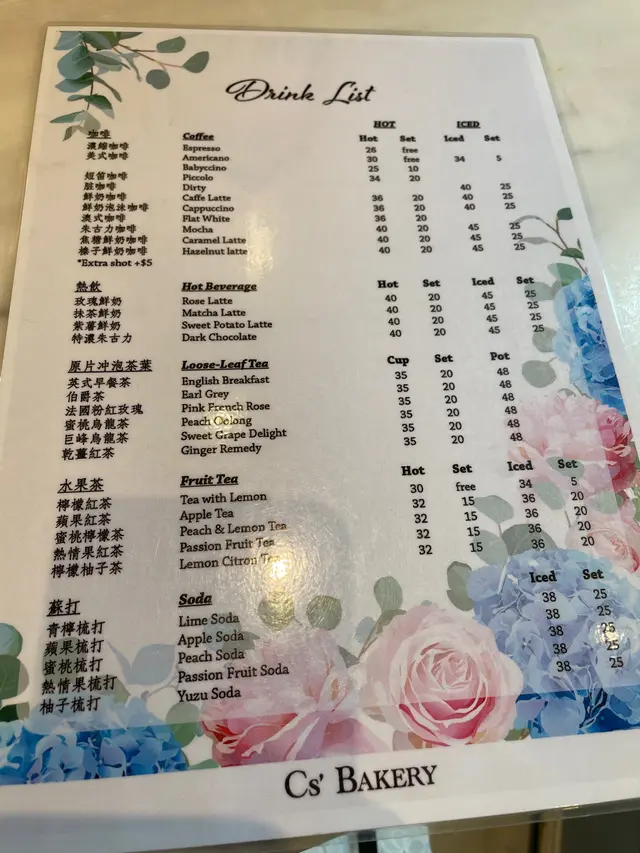 Drink List
HOT ICED
咖啡 Coffee Hot Set Iced Set
濃縮咖啡 Espresso 26 free
美式咖啡 Americano 30 free 34 5
Babyccino 25 10
短笛咖啡 Piccolo 34 20
脏咖啡 Dirty 40 25
鮮奶咖啡 Caffe Latte 36 20 40 25
鮮奶泡沫咖啡 Cappuccino 36 20 40 25
澳式咖啡 Flat White 36 20
朱古力咖啡 Mocha 40 20 45 25
焦糖鮮奶咖啡 Caramel Latte 40 20 45 25
榛子鮮奶咖啡 Hazelnut latte 40 20 45 25
*Extra shot +$5
熱飲 Hot Beverage Hot Set Iced Set
玫瑰鮮奶 Rose Latte 40 20 45 25
抹茶鮮奶 Matcha Latte 40 20 45 25
紫薯鮮奶 Sweet Potato Latte 40 20 45 25
特濃朱古力 Dark Chocolate 40 20 45 25
原片冲泡茶葉 Loose-Leaf Tea Cup Set Pot
英式早餐茶 English Breakfast 35 20 48
伯爵茶 Earl Grey 35 20 48
法國粉紅玫瑰 Pink French Rose 35 20 48
蜜桃烏龍茶 Peach Oolong 35 20 48
巨峰烏龍茶 Sweet Grape Delight 35 20 48
乾薑紅茶 Ginger Remedy 35 20 48
水果茶 Fruit Tea Hot Set Iced Set
檸檬紅茶 Tea with Lemon 30 free 34 5
蘋果紅茶 Apple Tea 32 15 36 20
蜜桃檸檬茶 Peach & Lemon Tea 32 15 36 20
熱情果紅茶 Passion Fruit Tea 32 15 36 20
檸檬柚子茶 Lemon Citron Tea 32 15 36 20
蘇打 Soda Iced Set
青檸梳打 Lime Soda 38 25
蘋果梳打 Apple Soda 38 25
蜜桃梳打 Peach Soda 38 25
熱情果梳打 Passion Fruit Soda 38 25
柚子梳打 Yuzu Soda 38 25
Cs' Bakery